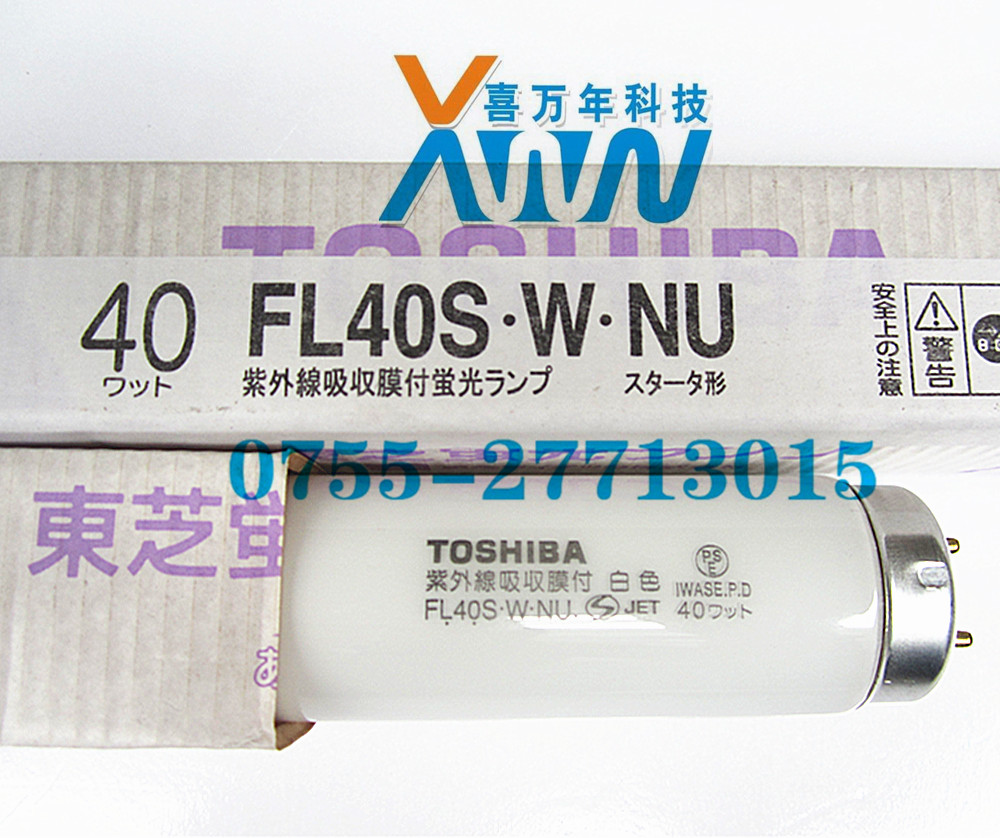 喜万年科技
XWN
TOSHIBA
40
ワット
FL40S・W・NU
紫外線吸収膜付蛍光ランプ スタータ形
安全上の注意
警告
0755-27713015
東芝蛍
あ
TOSHIBA
紫外線吸収膜付 白色
FL40S・W・NU.
JET
PS
E
IWASE.P.D
40ワット